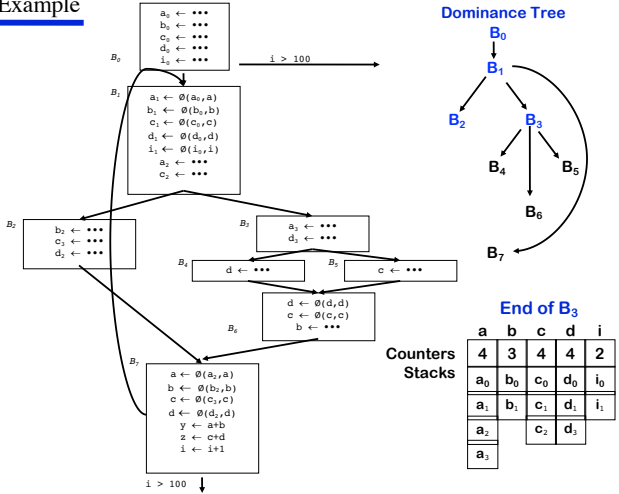 Example
B₀
a₀ ← •••
b₀ ← •••
c₀ ← •••
d₀ ← •••
i₀ ← •••
i > 100
B₁
a₁ ← Ø(a₀,a)
b₁ ← Ø(b₀,b)
c₁ ← Ø(c₀,c)
d₁ ← Ø(d₀,d)
i₁ ← Ø(i₀,i)
a₂ ← •••
c₂ ← •••
B₂
b₂ ← •••
c₃ ← •••
d₂ ← •••
B₃
a₃ ← •••
d₃ ← •••
B₄
d ← •••
B₅
c ← •••
d ← Ø(d,d)
c ← Ø(c,c)
b ← •••
B₆
B₇
a ← Ø(a₂,a)
b ← Ø(b₂,b)
c ← Ø(c₃,c)
d ← Ø(d₂,d)
y ← a+b
z ← c+d
i ← i+1
i > 100
Dominance Tree
B₀
B₁
B₂ B₃
B₄ B₅
B₆
B₇
End of B₃
a b c d i
Counters 4 3 4 4 2
Stacks
a₀ b₀ c₀ d₀ i₀
a₁ b₁ c₁ d₁ i₁
a₂ c₂ d₃
a₃